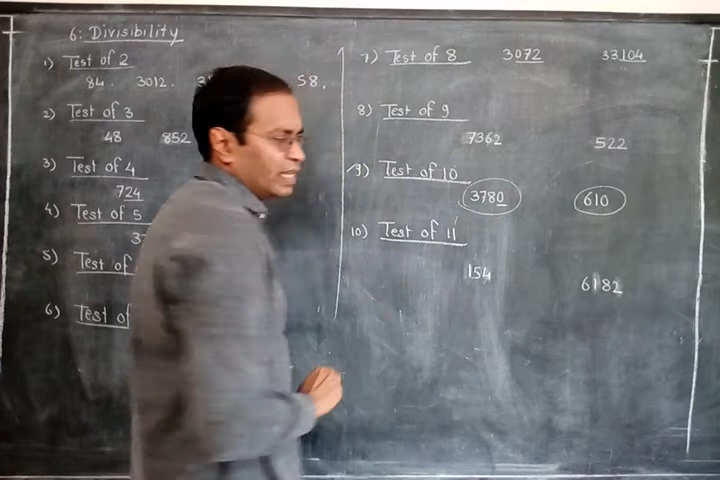 6: Divisibility
1) Test of 2
84. 3012. 58.
2) Test of 3
48 852
3) Test of 4
724
4) Test of 5
5) Test of
6) Test of
7) Test of 8 3072 33104
8) Test of 9
7362 522
9) Test of 10
3780 610
10) Test of 11
154 6182